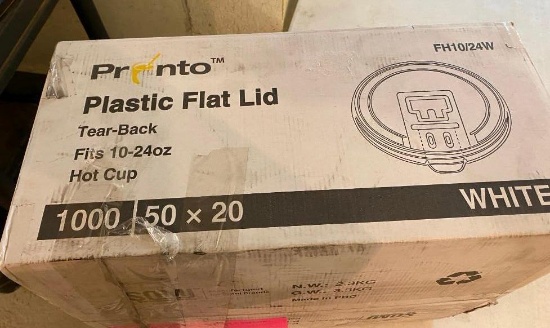 FH10/24W
Pronto™
Plastic Flat Lid
Tear-Back
Fits 10-24oz
Hot Cup
1000 50 × 20
WHITE
N.W.:
G.W.:
Made in PRC